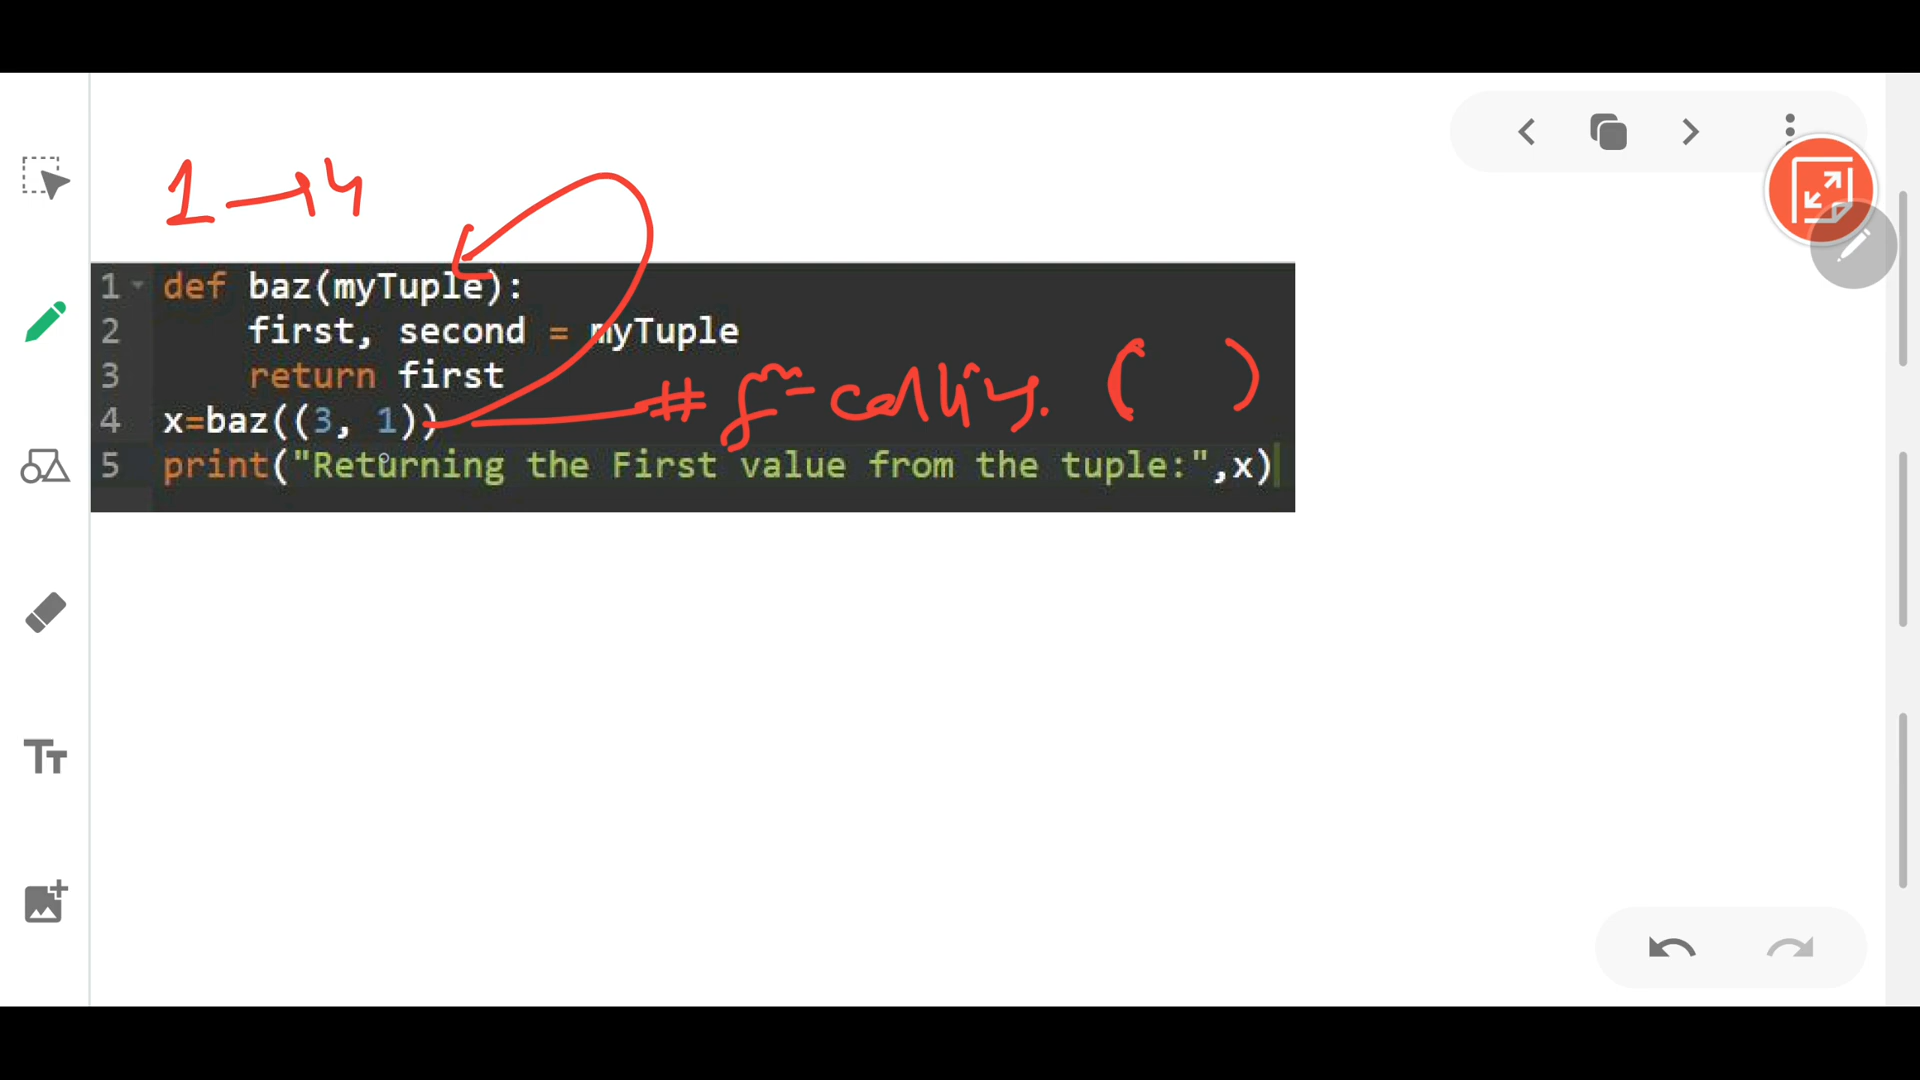 1→4
1 def baz(myTuple):
2 first, second = myTuple
3 return first
# fn calling. ( )
4 x=baz((3, 1))
5 print("Returning the First value from the tuple:",x)
Tт